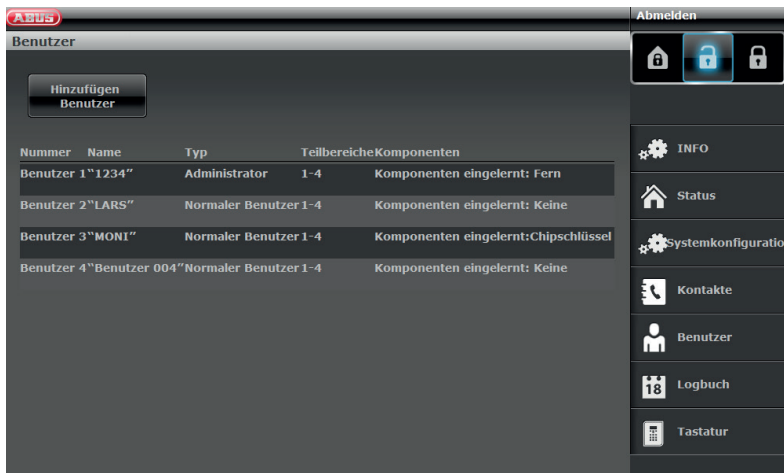 ABUS
Abmelden
Benutzer
Hinzufügen
Benutzer
Nummer Name Typ Teilbereiche Komponenten
Benutzer 1 "1234" Administrator 1-4 Komponenten eingelernt: Fern
Benutzer 2 "LARS" Normaler Benutzer 1-4 Komponenten eingelernt: Keine
Benutzer 3 "MONI" Normaler Benutzer 1-4 Komponenten eingelernt:Chipschlüssel
Benutzer 4 "Benutzer 004" Normaler Benutzer 1-4 Komponenten eingelernt: Keine
INFO
Status
Systemkonfiguratio
Kontakte
Benutzer
18
Logbuch
Tastatur